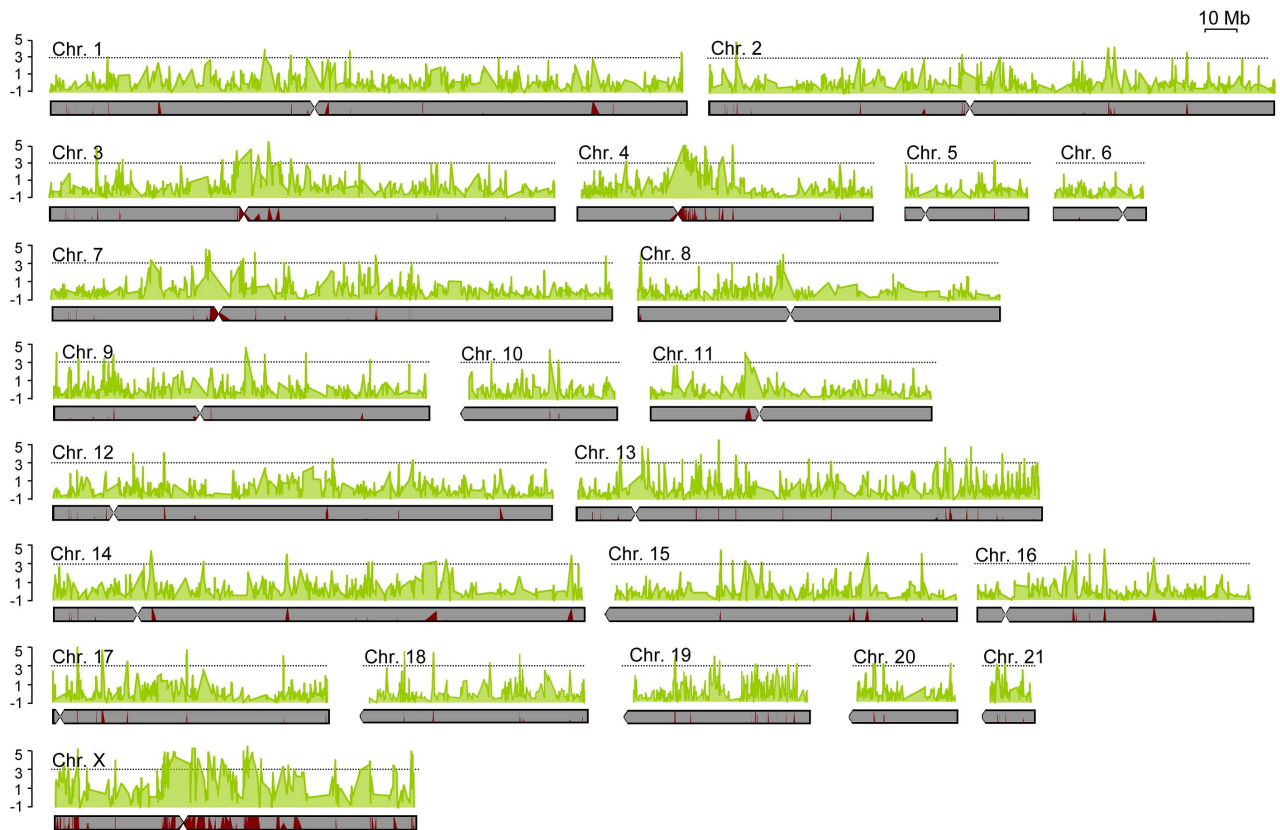 10 Mb
5
3
1
-1
Chr. 1
Chr. 2
5
3
1
-1
Chr. 3
Chr. 4
Chr. 5
Chr. 6
5
3
1
-1
Chr. 7
Chr. 8
5
3
1
-1
Chr. 9
Chr. 10
Chr. 11
5
3
1
-1
Chr. 12
Chr. 13
5
3
1
-1
Chr. 14
Chr. 15
Chr. 16
5
3
1
-1
Chr. 17
Chr. 18
Chr. 19
Chr. 20
Chr. 21
5
3
1
-1
Chr. X